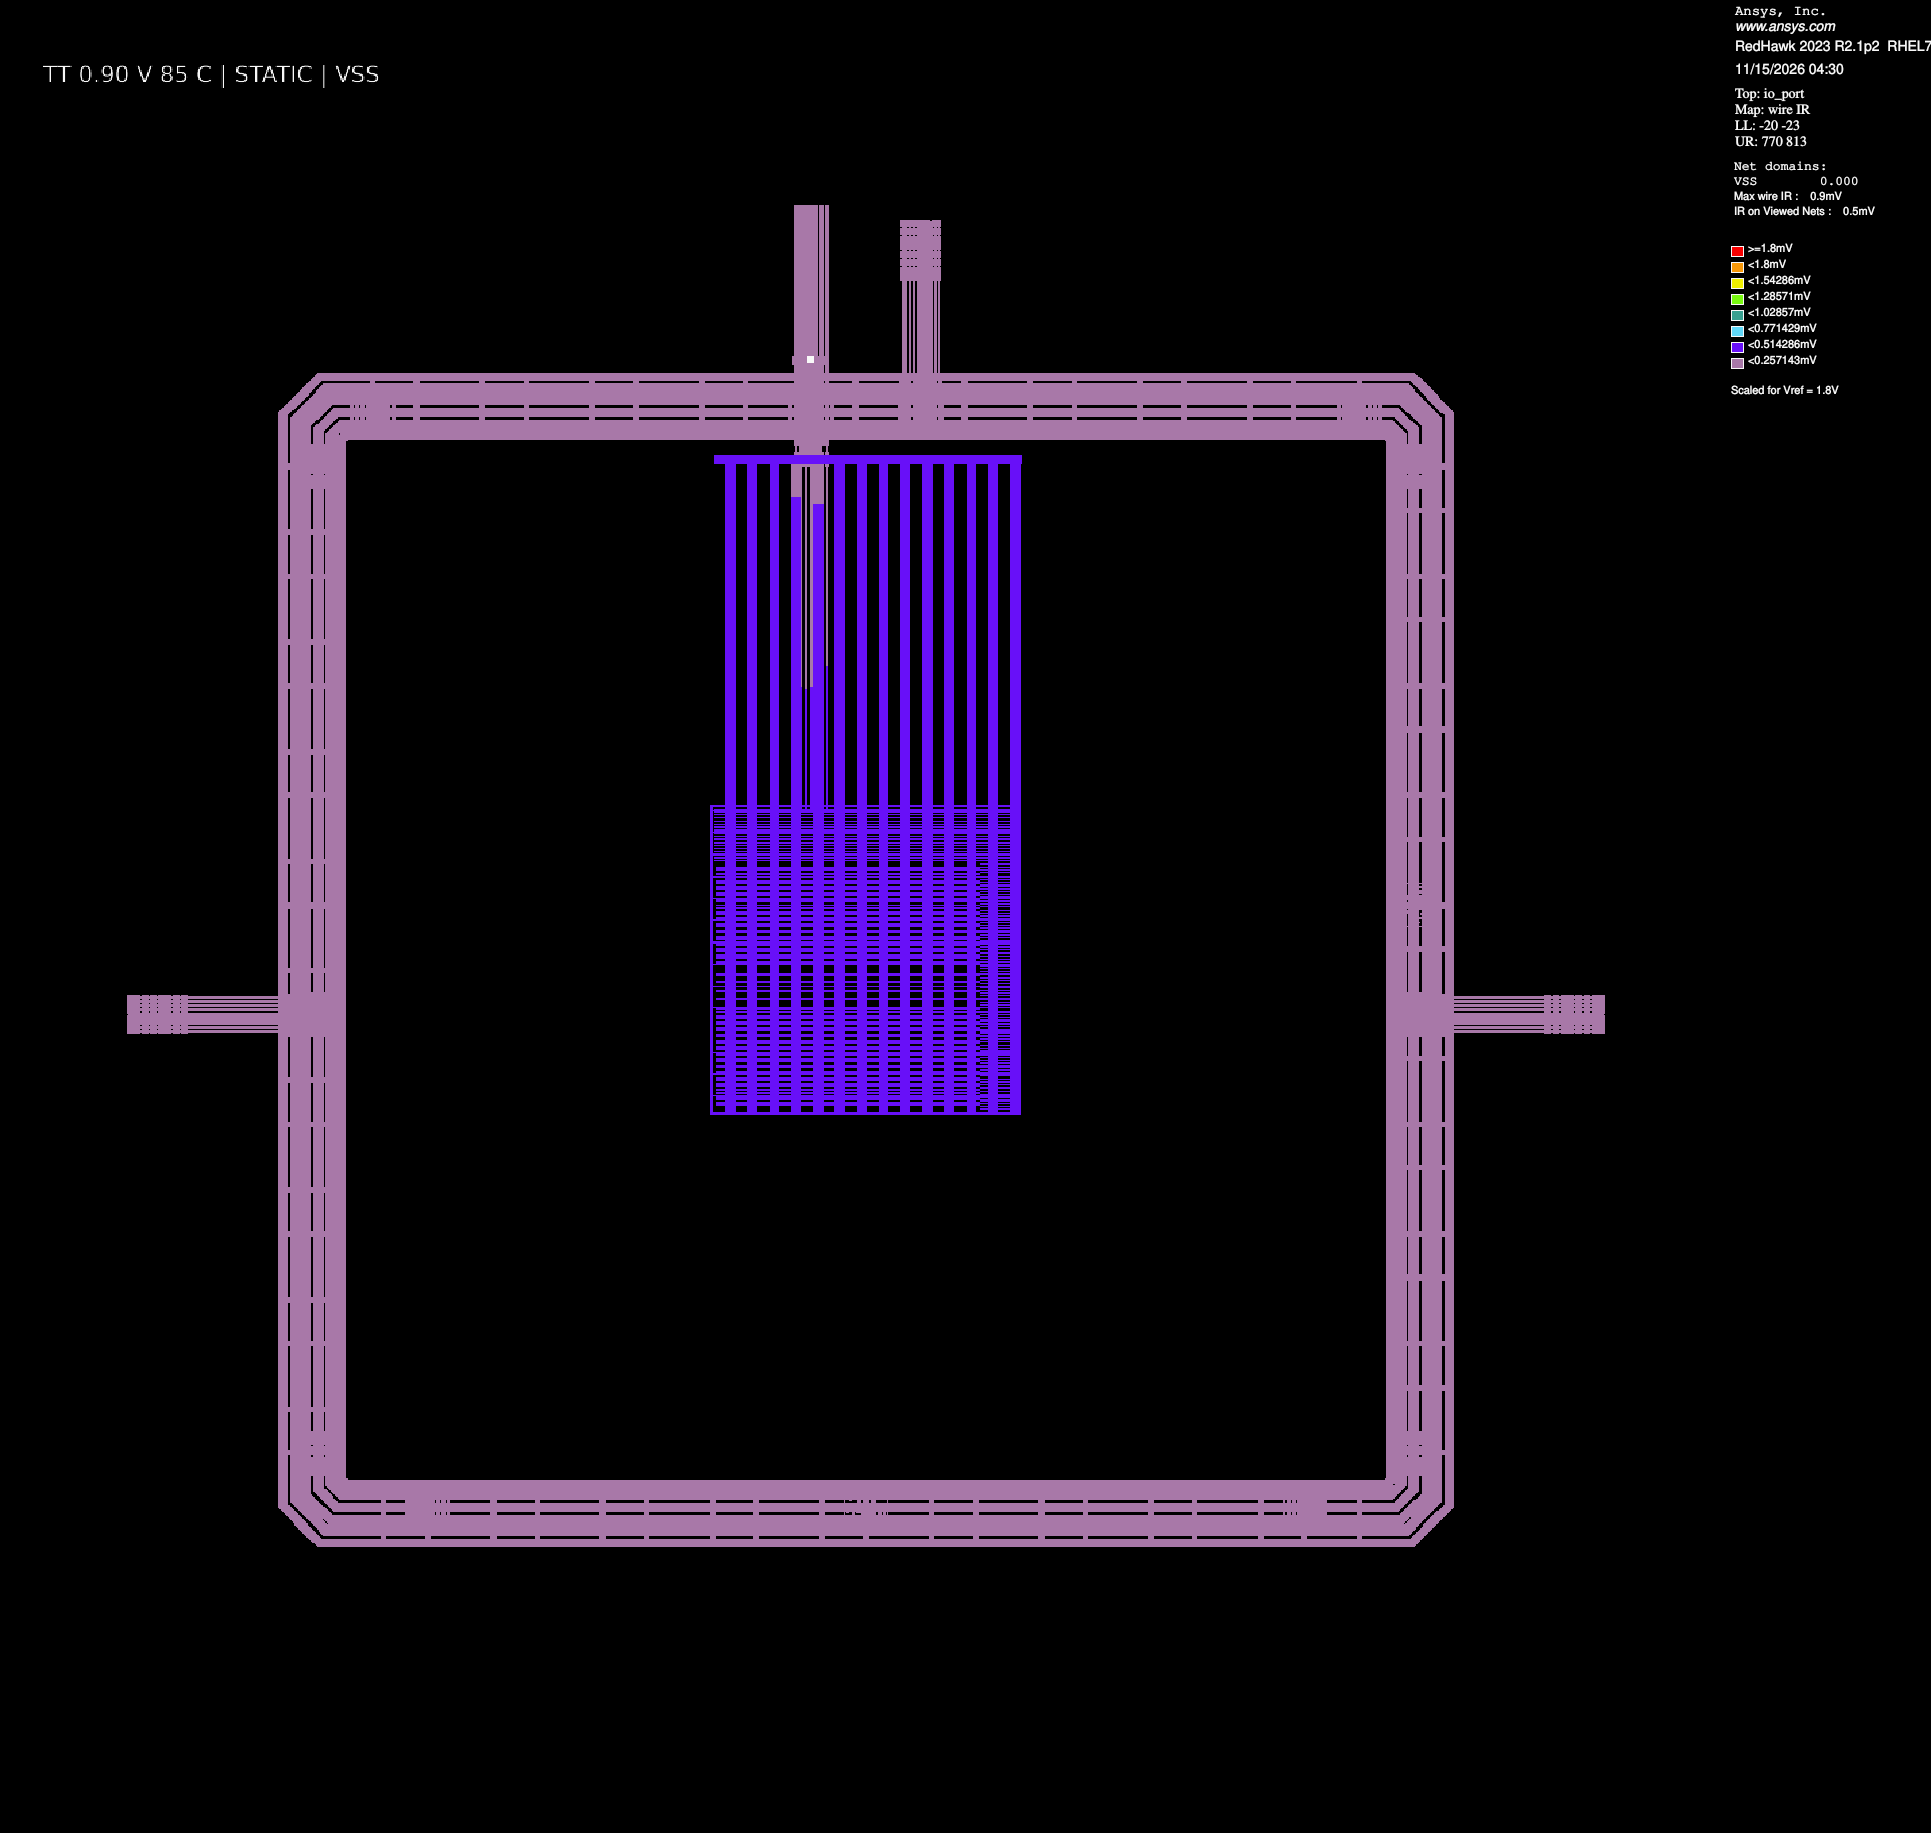 Ansys, Inc.
www.ansys.com
RedHawk 2023 R2.1p2 RHEL7
11/15/2026 04:30
TT 0.90 V 85 C | STATIC | VSS
Top: io_port
Map: wire IR
LL: -20 -23
UR: 770 813
Net domains:
VSS 0.000
Max wire IR : 0.9mV
IR on Viewed Nets : 0.5mV
>=1.8mV
<1.8mV
<1.54286mV
<1.28571mV
<1.02857mV
<0.771429mV
<0.514286mV
<0.257143mV
Scaled for Vref = 1.8V